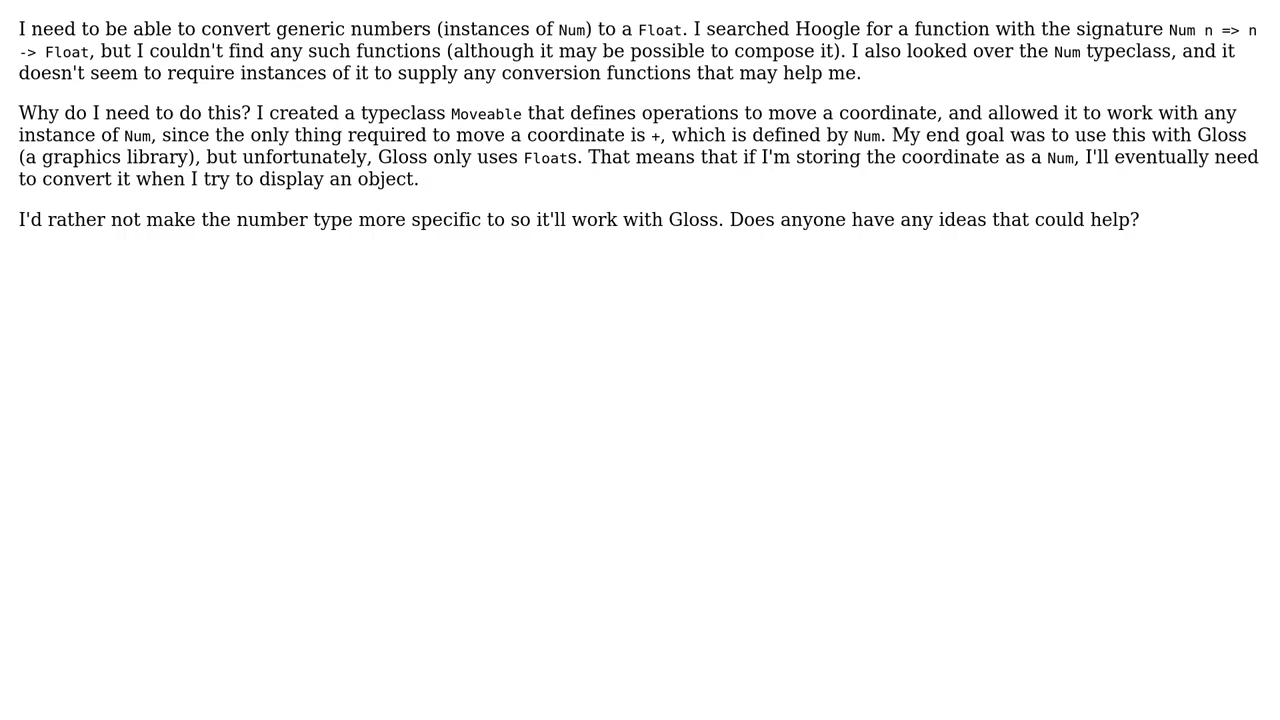 I need to be able to convert generic numbers (instances of Num) to a Float. I searched Hoogle for a function with the signature Num n => n
-> Float, but I couldn't find any such functions (although it may be possible to compose it). I also looked over the Num typeclass, and it
doesn't seem to require instances of it to supply any conversion functions that may help me.
Why do I need to do this? I created a typeclass Moveable that defines operations to move a coordinate, and allowed it to work with any
instance of Num, since the only thing required to move a coordinate is +, which is defined by Num. My end goal was to use this with Gloss
(a graphics library), but unfortunately, Gloss only uses Floats. That means that if I'm storing the coordinate as a Num, I'll eventually need
to convert it when I try to display an object.
I'd rather not make the number type more specific to so it'll work with Gloss. Does anyone have any ideas that could help?